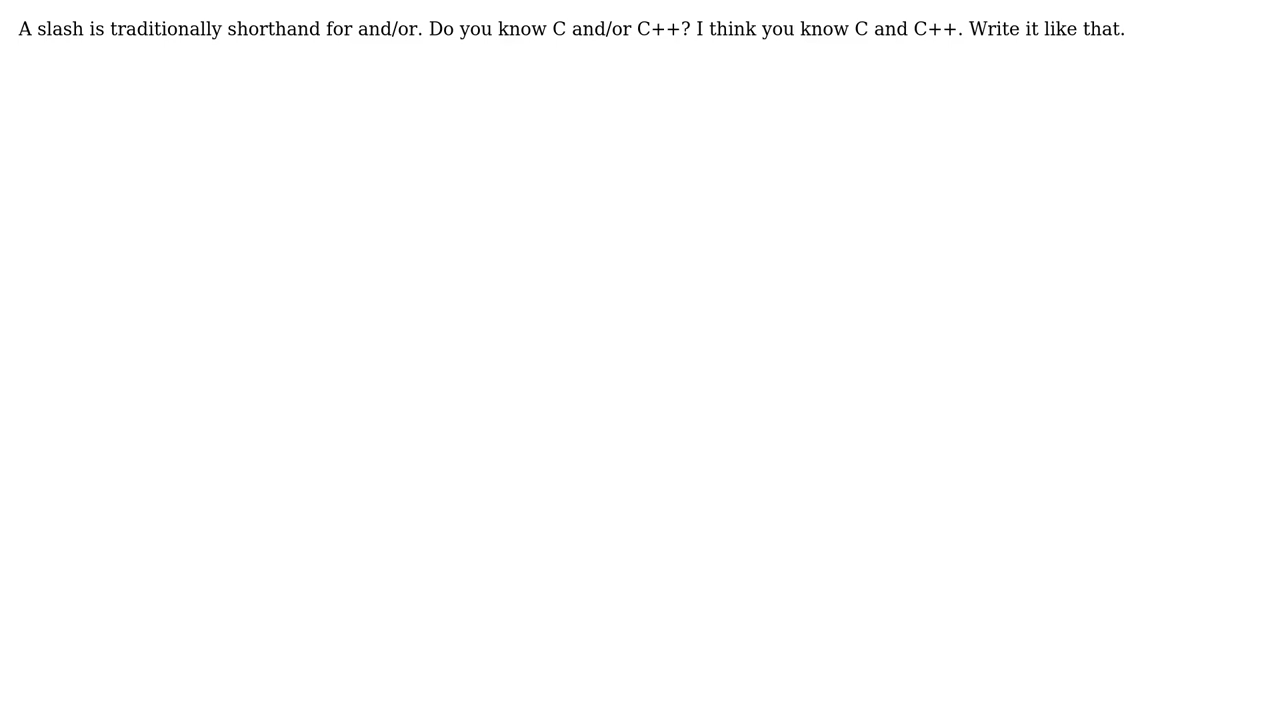 A slash is traditionally shorthand for and/or. Do you know C and/or C++? I think you know C and C++. Write it like that.